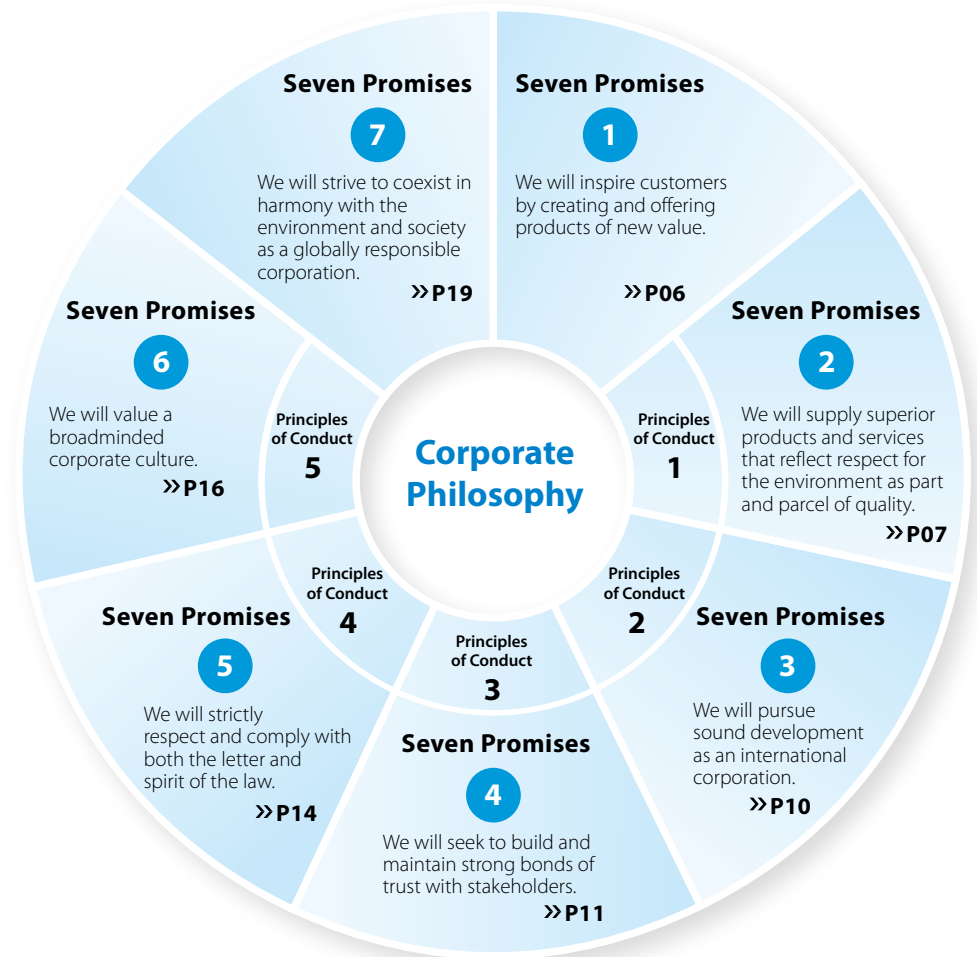 Seven Promises
1
We will inspire customers
by creating and offering
products of new value.
»P06
Seven Promises
2
We will supply superior
products and services
that reflect respect for
the environment as part
and parcel of quality.
»P07
Seven Promises
3
We will pursue
sound development
as an international
corporation.
»P10
Seven Promises
4
We will seek to build and
maintain strong bonds of
trust with stakeholders.
»P11
Seven Promises
5
We will strictly
respect and comply with
both the letter and
spirit of the law.
»P14
Seven Promises
6
We will value a
broadminded
corporate culture.
»P16
Seven Promises
7
We will strive to coexist in
harmony with the
environment and society
as a globally responsible
corporation.
»P19
Principles
of Conduct
1
Principles
of Conduct
2
Principles
of Conduct
3
Principles
of Conduct
4
Principles
of Conduct
5
Corporate
Philosophy